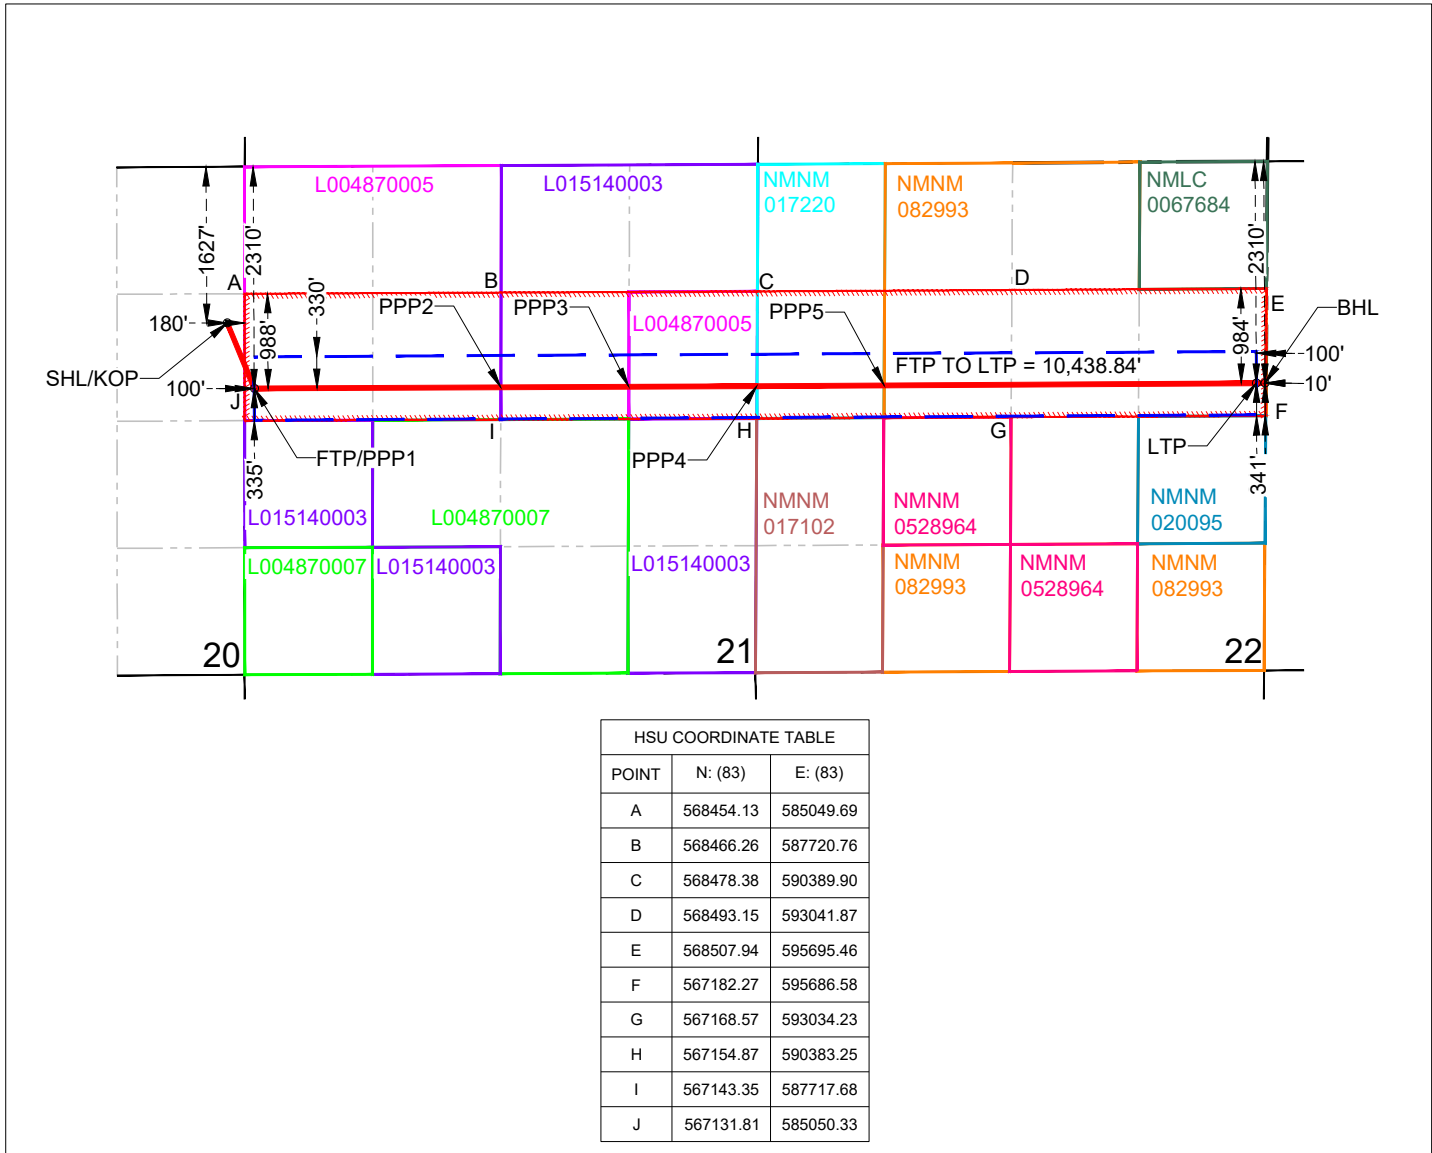 L004870005
L015140003
NMNM
017220
NMNM
082993
NMLC
0067684
1627'
2310'
330'
2310'
A
B
C
D
E
PPP2
PPP3
L004870005
PPP5
BHL
180'
988'
984'
100'
SHL/KOP
FTP TO LTP = 10,438.84'
100'
10'
J
I
H
G
F
FTP/PPP1
PPP4
LTP
335'
341'
L015140003
L004870007
NMNM
017102
NMNM
0528964
NMNM
020095
L004870007
L015140003
L015140003
NMNM
082993
NMNM
0528964
NMNM
082993
20
21
22
HSU COORDINATE TABLE
POINT N: (83) E: (83)
A 568454.13 585049.69
B 568466.26 587720.76
C 568478.38 590389.90
D 568493.15 593041.87
E 568507.94 595695.46
F 567182.27 595686.58
G 567168.57 593034.23
H 567154.87 590383.25
I 567143.35 587717.68
J 567131.81 585050.33